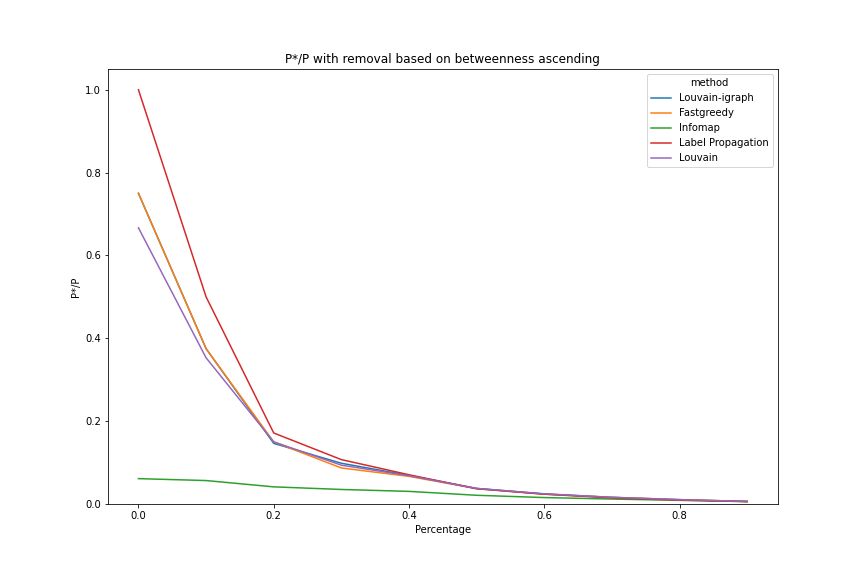 P*/P with removal based on betweenness ascending
method
Louvain-igraph
Fastgreedy
Infomap
Label Propagation
Louvain
P*/P
1.0
0.8
0.6
0.4
0.2
0.0
0.0 0.2 0.4 0.6 0.8
Percentage